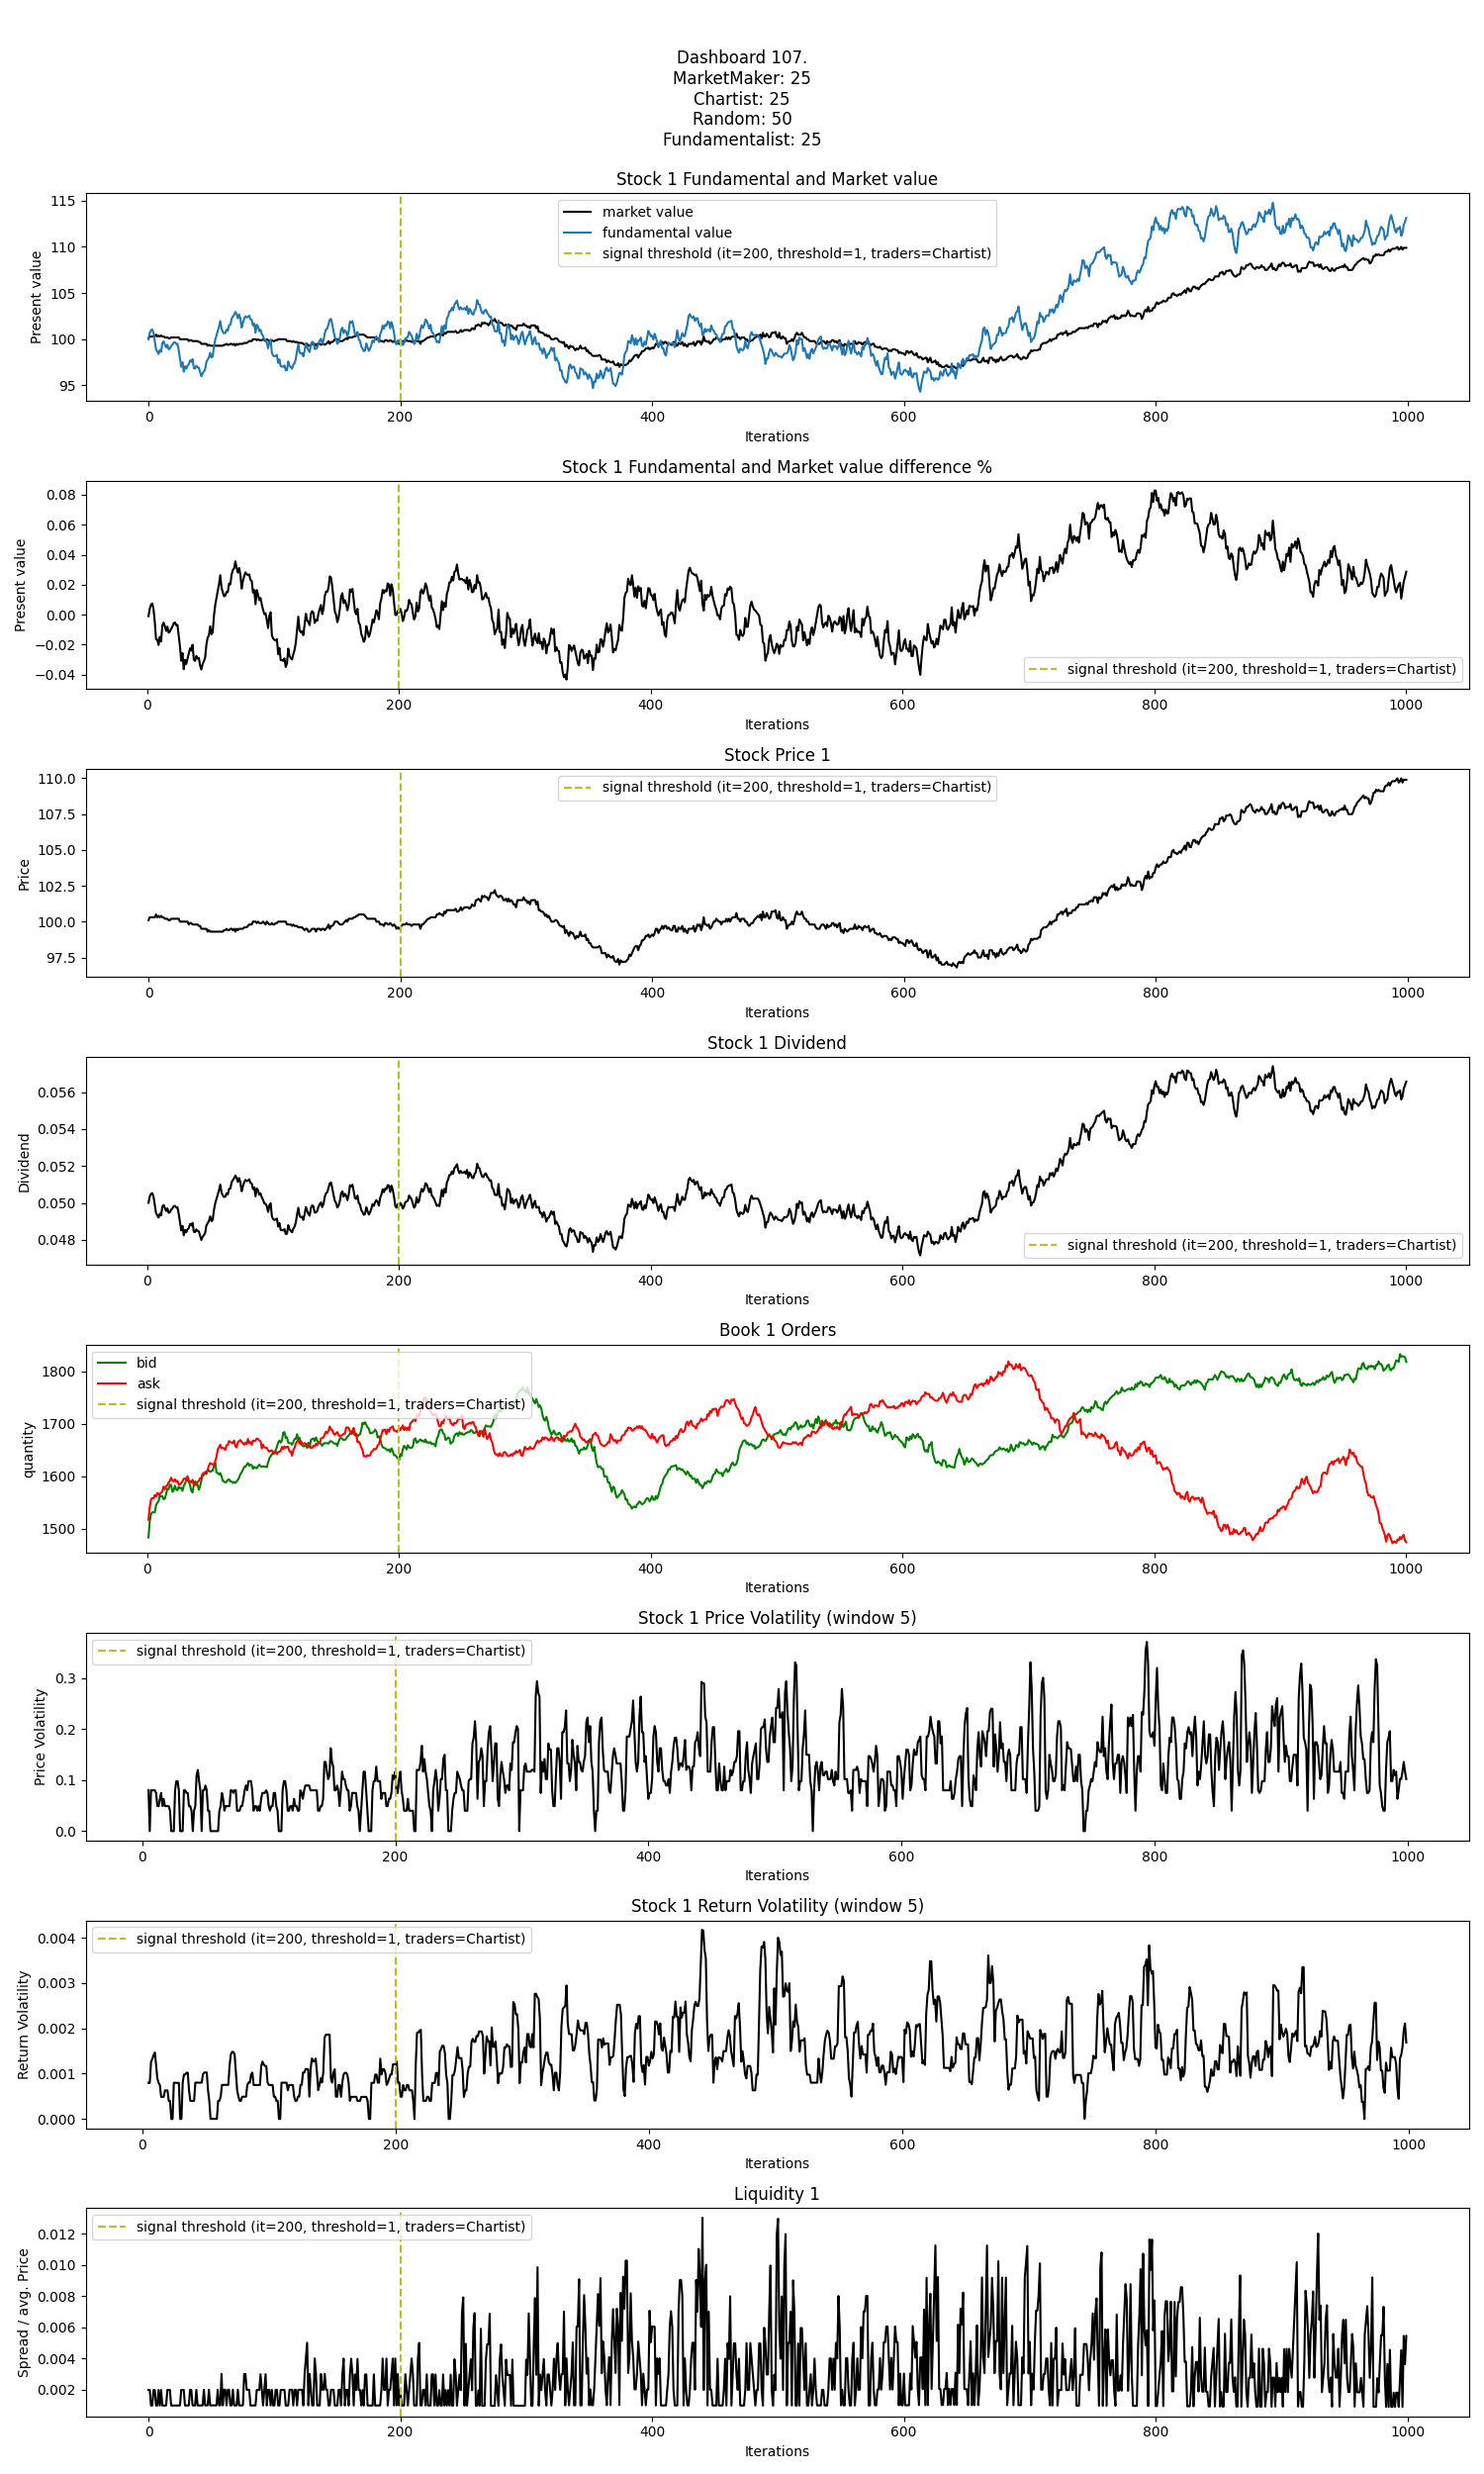 Dashboard 107.
MarketMaker: 25
Chartist: 25
Random: 50
Fundamentalist: 25
Stock 1 Fundamental and Market value
Present value
115
110
105
100
95
market value
fundamental value
signal threshold (it=200, threshold=1, traders=Chartist)
0 200 400 600 800 1000
Iterations
Stock 1 Fundamental and Market value difference %
Present value
0.08
0.06
0.04
0.02
0.00
−0.02
−0.04
signal threshold (it=200, threshold=1, traders=Chartist)
0 200 400 600 800 1000
Iterations
Stock Price 1
Price
110.0
107.5
105.0
102.5
100.0
97.5
signal threshold (it=200, threshold=1, traders=Chartist)
0 200 400 600 800 1000
Iterations
Stock 1 Dividend
Dividend
0.056
0.054
0.052
0.050
0.048
signal threshold (it=200, threshold=1, traders=Chartist)
0 200 400 600 800 1000
Iterations
Book 1 Orders
quantity
1800
1700
1600
1500
bid
ask
signal threshold (it=200, threshold=1, traders=Chartist)
0 200 400 600 800 1000
Iterations
Stock 1 Price Volatility (window 5)
Price Volatility
0.3
0.2
0.1
0.0
signal threshold (it=200, threshold=1, traders=Chartist)
0 200 400 600 800 1000
Iterations
Stock 1 Return Volatility (window 5)
Return Volatility
0.004
0.003
0.002
0.001
0.000
signal threshold (it=200, threshold=1, traders=Chartist)
0 200 400 600 800 1000
Iterations
Liquidity 1
Spread / avg. Price
0.012
0.010
0.008
0.006
0.004
0.002
signal threshold (it=200, threshold=1, traders=Chartist)
0 200 400 600 800 1000
Iterations